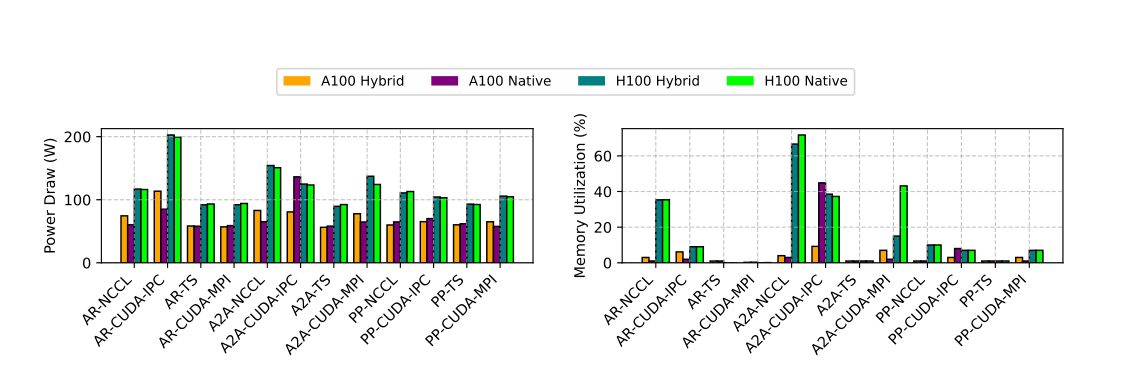 A100 Hybrid
A100 Native
H100 Hybrid
H100 Native
Power Draw (W)
200
100
0
AR-NCCL
AR-CUDA-IPC
AR-TS
AR-CUDA-MPI
A2A-NCCL
A2A-CUDA-IPC
A2A-TS
A2A-CUDA-MPI
PP-NCCL
PP-CUDA-IPC
PP-TS
PP-CUDA-MPI
Memory Utilization (%)
60
40
20
0
AR-NCCL
AR-CUDA-IPC
AR-TS
AR-CUDA-MPI
A2A-NCCL
A2A-CUDA-IPC
A2A-TS
A2A-CUDA-MPI
PP-NCCL
PP-CUDA-IPC
PP-TS
PP-CUDA-MPI